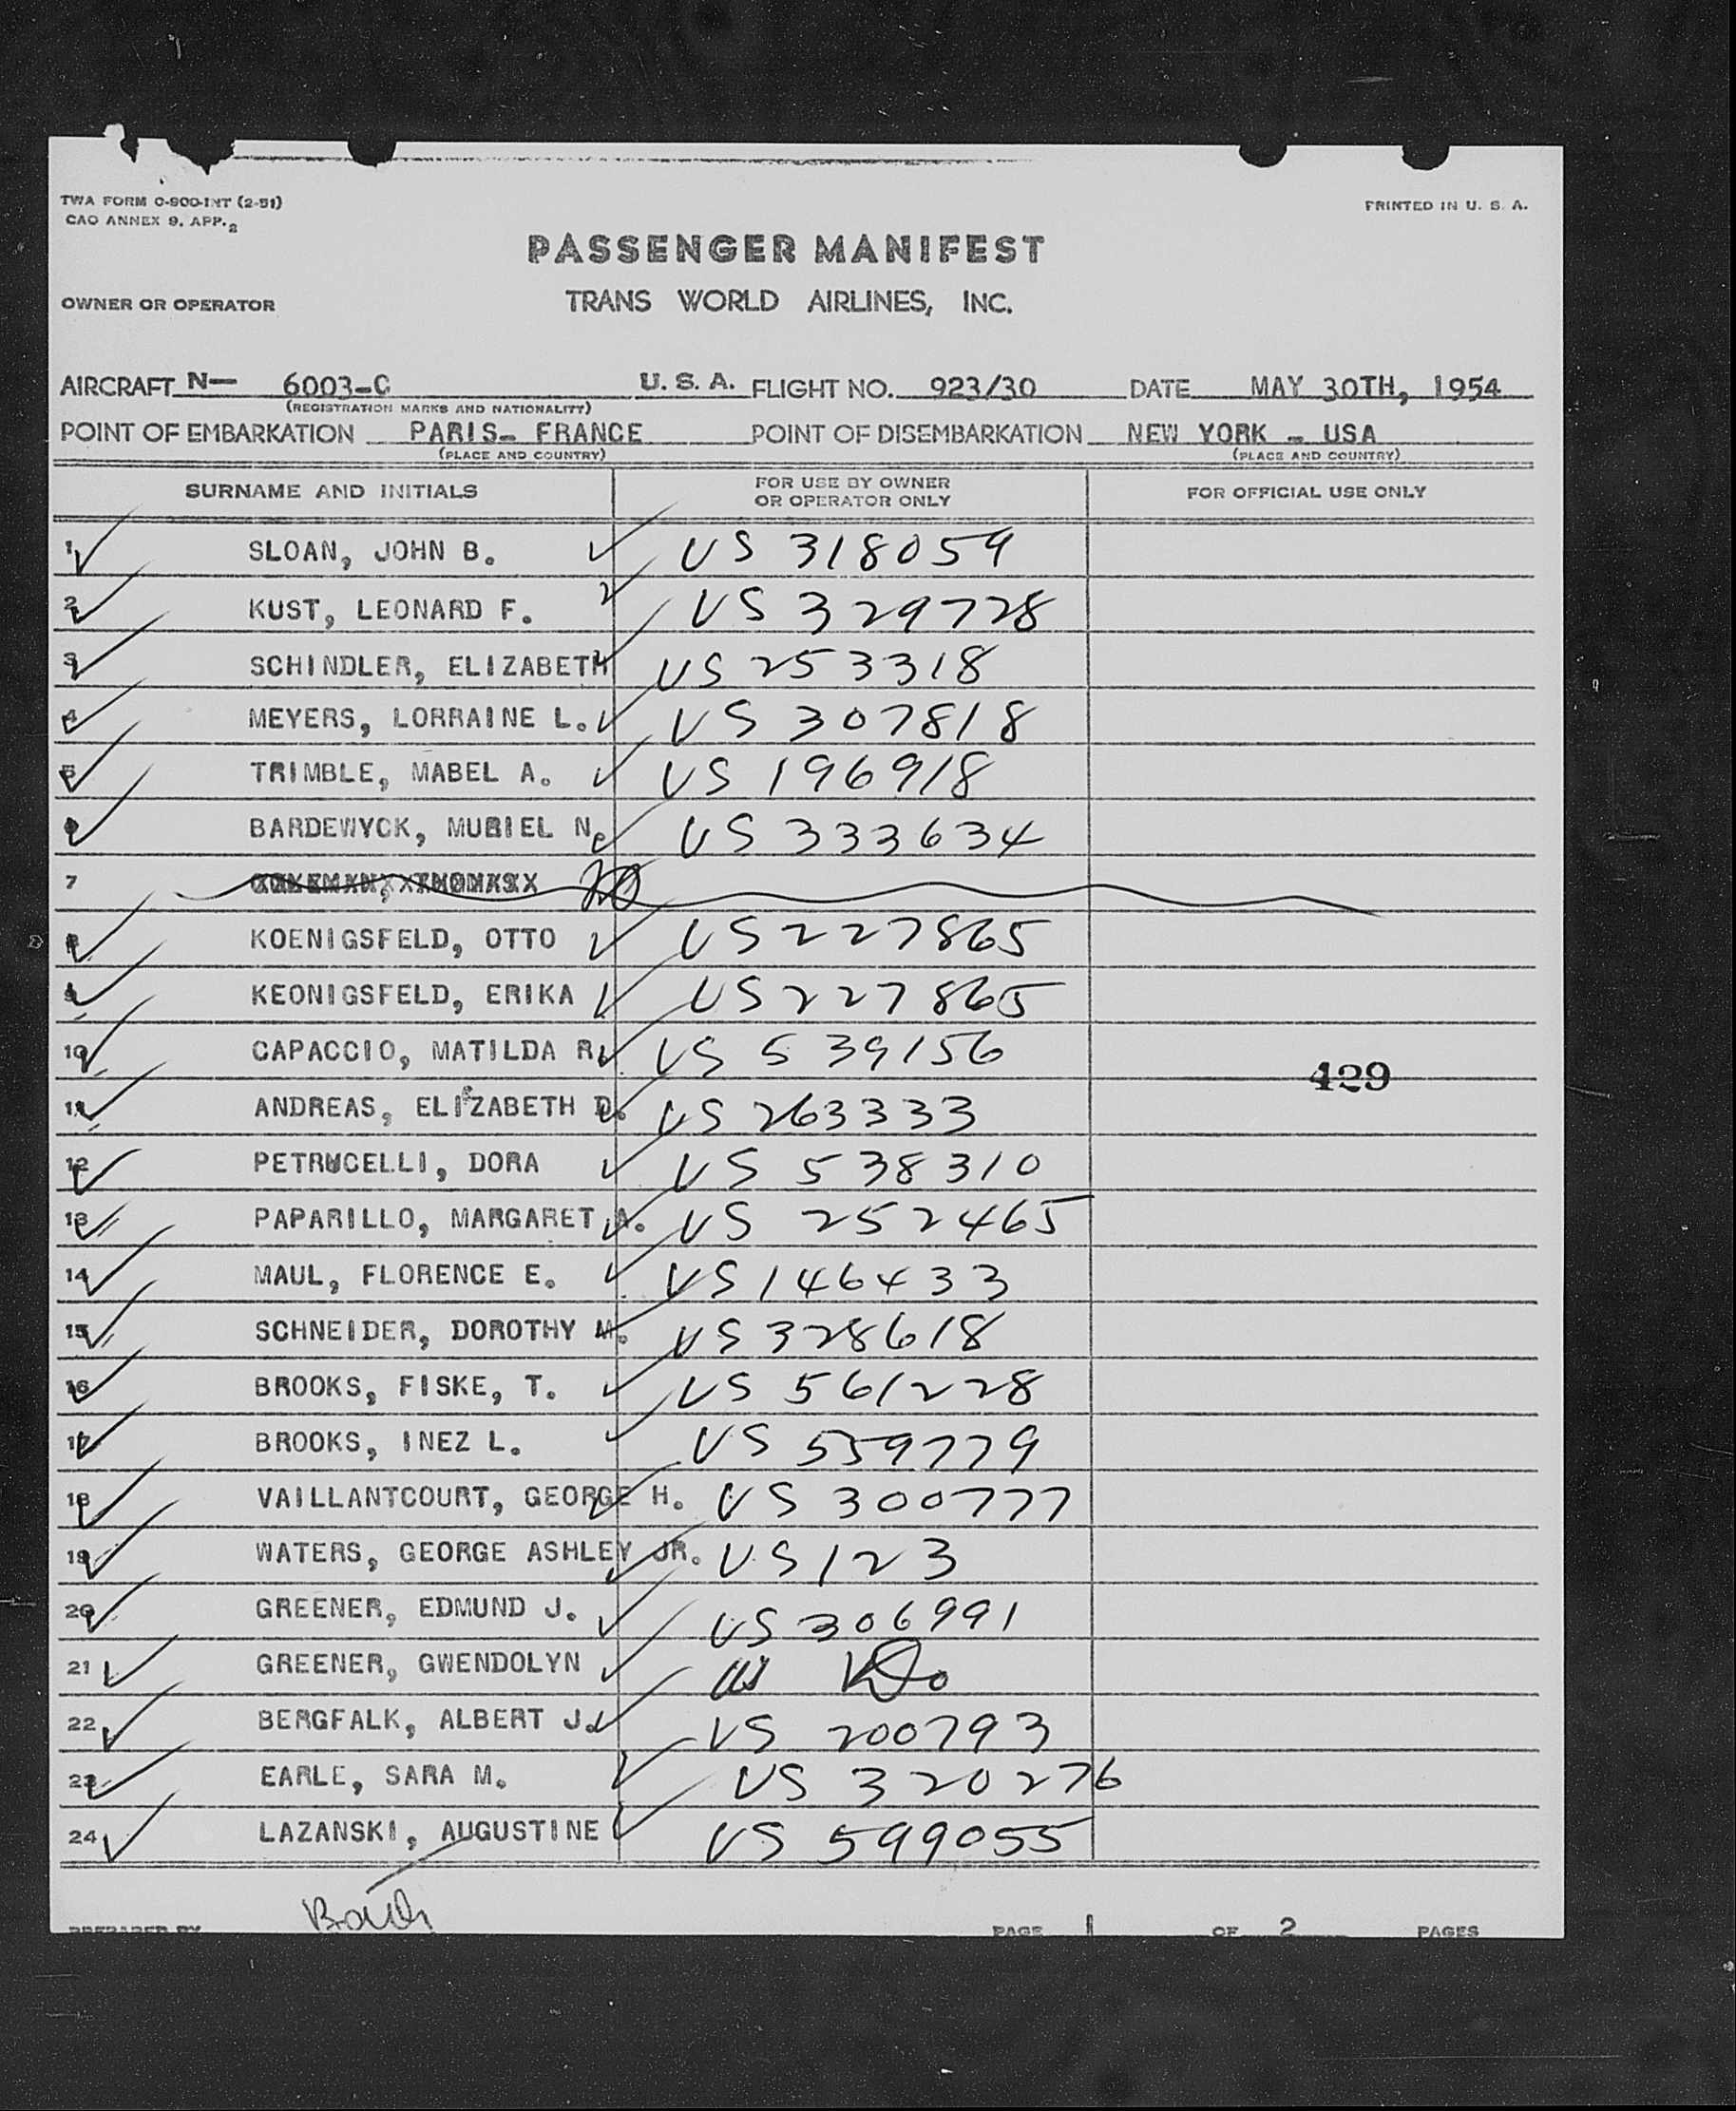 TWA FORM O-900-INT (2-51)
CAO ANNEX 9, APP. 2
PRINTED IN U. S. A.
PASSENGER MANIFEST
OWNER OR OPERATOR TRANS WORLD AIRLINES, INC.
AIRCRAFT N— 6003-C U. S. A. FLIGHT NO. 923/30 DATE MAY 30TH, 1954
(REGISTRATION MARKS AND NATIONALITY)
POINT OF EMBARKATION PARIS- FRANCE POINT OF DISEMBARKATION NEW YORK - USA
(PLACE AND COUNTRY) (PLACE AND COUNTRY)
SURNAME AND INITIALS FOR USE BY OWNER OR OPERATOR ONLY FOR OFFICIAL USE ONLY
1 SLOAN, JOHN B. US 318059
2 KUST, LEONARD F. US 329728
3 SCHINDLER, ELIZABETH US 253318
4 MEYERS, LORRAINE L. US 307818
5 TRIMBLE, MABEL A. US 196918
6 BARDEWYCK, MURIEL N. US 333634
7
8 KOENIGSFELD, OTTO US 227865
9 KEONIGSFELD, ERIKA US 227865
10 CAPACCIO, MATILDA R. US 539156
429
11 ANDREAS, ELIZABETH D. US 263333
12 PETRUCELLI, DORA US 538310
13 PAPARILLO, MARGARET A. US 252465
14 MAUL, FLORENCE E. US 146433
15 SCHNEIDER, DOROTHY M. US 328618
16 BROOKS, FISKE, T. US 561228
17 BROOKS, INEZ L. US 559779
18 VAILLANTCOURT, GEORGE H. US 300777
19 WATERS, GEORGE ASHLEY JR. US 123
20 GREENER, EDMUND J. US 306991
21 GREENER, GWENDOLYN
22 BERGFALK, ALBERT J. US 200793
23 EARLE, SARA M. US 320276
24 LAZANSKI, AUGUSTINE US 599055
PREPARED BY PAGE 1 OF 2 PAGES